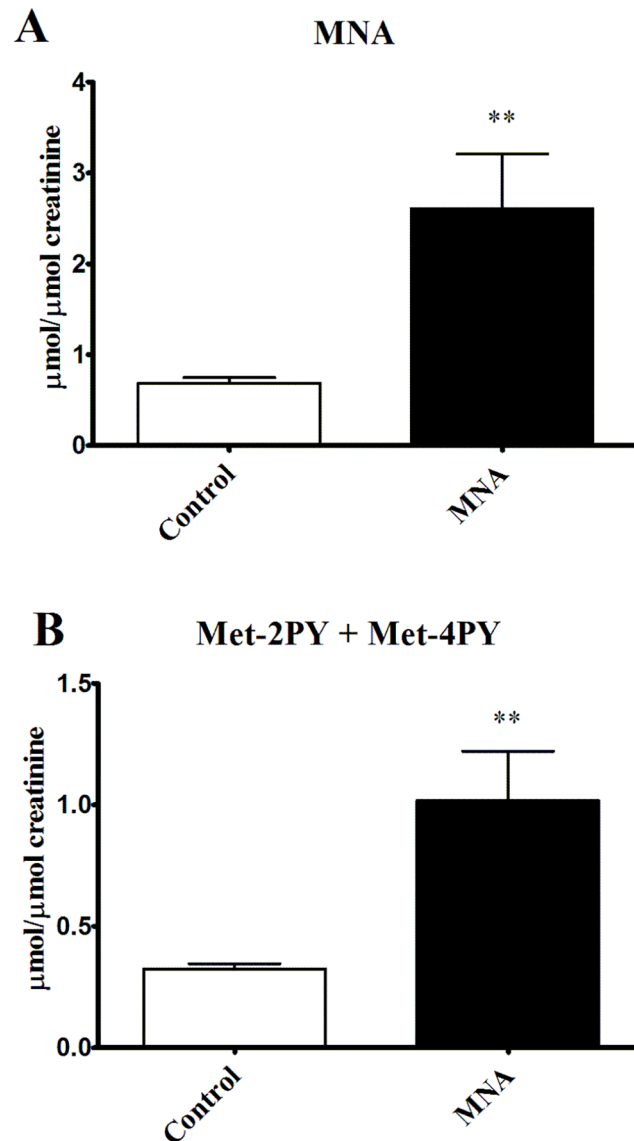 A
MNA
μmol/μmol creatinine
4
3
2
1
0
**
Control
MNA
B
Met-2PY + Met-4PY
μmol/μmol creatinine
1.5
1.0
0.5
0.0
**
Control
MNA